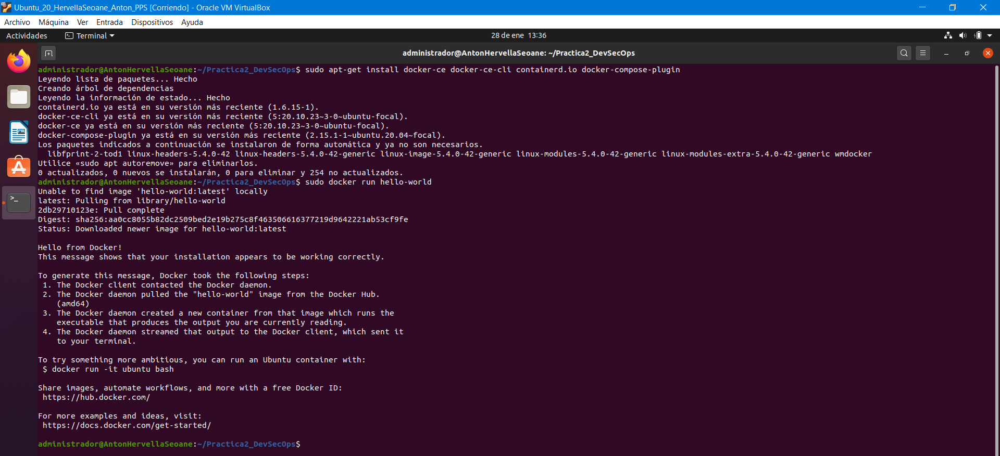 Ubuntu_20_HervellaSeoane_Anton_PPS [Corriendo] - Oracle VM VirtualBox
Archivo Máquina Ver Entrada Dispositivos Ayuda
Actividades Terminal 28 de ene 13:36
administrador@AntonHervellaSeoane: ~/Practica2_DevSecOps
administrador@AntonHervellaSeoane:~/Practica2_DevSecOps$ sudo apt-get install docker-ce docker-ce-cli containerd.io docker-compose-plugin
Leyendo lista de paquetes... Hecho
Creando árbol de dependencias
Leyendo la información de estado... Hecho
containerd.io ya está en su versión más reciente (1.6.15-1).
docker-ce-cli ya está en su versión más reciente (5:20.10.23~3-0~ubuntu-focal).
docker-ce ya está en su versión más reciente (5:20.10.23~3-0~ubuntu-focal).
docker-compose-plugin ya está en su versión más reciente (2.15.1-1~ubuntu.20.04~focal).
Los paquetes indicados a continuación se instalaron de forma automática y ya no son necesarios.
  libfprint-2-tod1 linux-headers-5.4.0-42 linux-headers-5.4.0-42-generic linux-image-5.4.0-42-generic linux-modules-5.4.0-42-generic linux-modules-extra-5.4.0-42-generic wmdocker
Utilice «sudo apt autoremove» para eliminarlos.
0 actualizados, 0 nuevos se instalarán, 0 para eliminar y 254 no actualizados.
administrador@AntonHervellaSeoane:~/Practica2_DevSecOps$ sudo docker run hello-world
Unable to find image 'hello-world:latest' locally
latest: Pulling from library/hello-world
2db29710123e: Pull complete
Digest: sha256:aa0cc8055b82dc2509bed2e19b275c8f463506616377219d9642221ab53cf9fe
Status: Downloaded newer image for hello-world:latest

Hello from Docker!
This message shows that your installation appears to be working correctly.

To generate this message, Docker took the following steps:
 1. The Docker client contacted the Docker daemon.
 2. The Docker daemon pulled the "hello-world" image from the Docker Hub.
    (amd64)
 3. The Docker daemon created a new container from that image which runs the
    executable that produces the output you are currently reading.
 4. The Docker daemon streamed that output to the Docker client, which sent it
    to your terminal.

To try something more ambitious, you can run an Ubuntu container with:
 $ docker run -it ubuntu bash

Share images, automate workflows, and more with a free Docker ID:
 https://hub.docker.com/

For more examples and ideas, visit:
 https://docs.docker.com/get-started/

administrador@AntonHervellaSeoane:~/Practica2_DevSecOps$